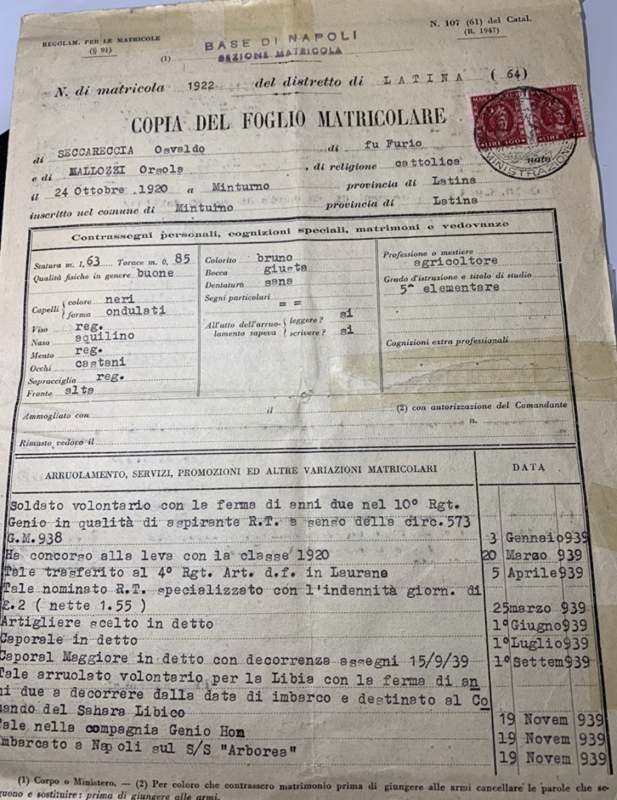 REGOLAM. PER LE MATRICOLE
(§ 91)
(1)
BASE DI NAPOLI
SEZIONE MATRICOLA
N. 107 (61) del Catal.
(R. 1947)
N. di matricola 1922 del distretto di LATINA (64)
COPIA DEL FOGLIO MATRICOLARE
LIRE 100
MINISTRAZIONE
di SECCARECCIA Osvaldo di fu Furio
e di MALLOZZI Orsola, di religione cattolica nato
il 24 Ottobre 1920 a Minturno provincia di Latina
inscritto nel comune di Minturno provincia di Latina
Contrassegni personali, cognizioni speciali, matrimoni e vedovanze
Statura m. 1,63 Torace m. 0, 85
Qualità fisiche in genere buone
Capelli { colore neri
forma ondulati
Viso reg.
Naso aquilino
Mento reg.
Occhi castani
Sopracciglia reg.
Fronte alta
Colorito bruno
Bocca giusta
Dentatura sana
Segni particolari = =
All'atto dell'arruolamento sapeva { leggere? si
scrivere? si
Professione o mestiere
agricoltore
Grado d'istruzione e titolo di studio
5^ elementare
Cognizioni extra professionali
Ammogliato con il (2) con autorizzazione del Comandante
n.
Rimasto vedovo il
ARRUOLAMENTO, SERVIZI, PROMOZIONI ED ALTRE VARIAZIONI MATRICOLARI DATA
Soldato volontario con la ferma di anni due nel 10° Rgt.
Genio in qualità di aspirante R.T. a senso della circ.573
G.M.938 3 Gennaio 939
Ha concorso alla leva con la classe 1920 20 Marzo 939
Tale trasferito al 4° Rgt. Art. d.f. in Laurana 5 Aprile 939
Tale nominato R.T. specializzato con l'indennità giorn. di
£.2 ( nette 1.55 ) 25 marzo 939
Artigliere scelto in detto 1° Giugno 939
Caporale in detto 1° Luglio 939
Caporal Maggiore in detto con decorrenza assegni 15/9/39 1° Settem 939
Tale arruolato volontario per la Libia con la ferma di an
ni due a decorrere dalla data di imbarco e destinato al Co
mando del Sahara Libico 19 Novem 939
Tale nella compagnia Genio Hon 19 Novem 939
Imbarcato a Napoli sul S/S "Arborea" 19 Novem 939
(1) Corpo o Ministero. — (2) Per coloro che contrassero matrimonio prima di giungere alle armi cancellare le parole che se-
guono e sostituire: prima di giungere alle armi.